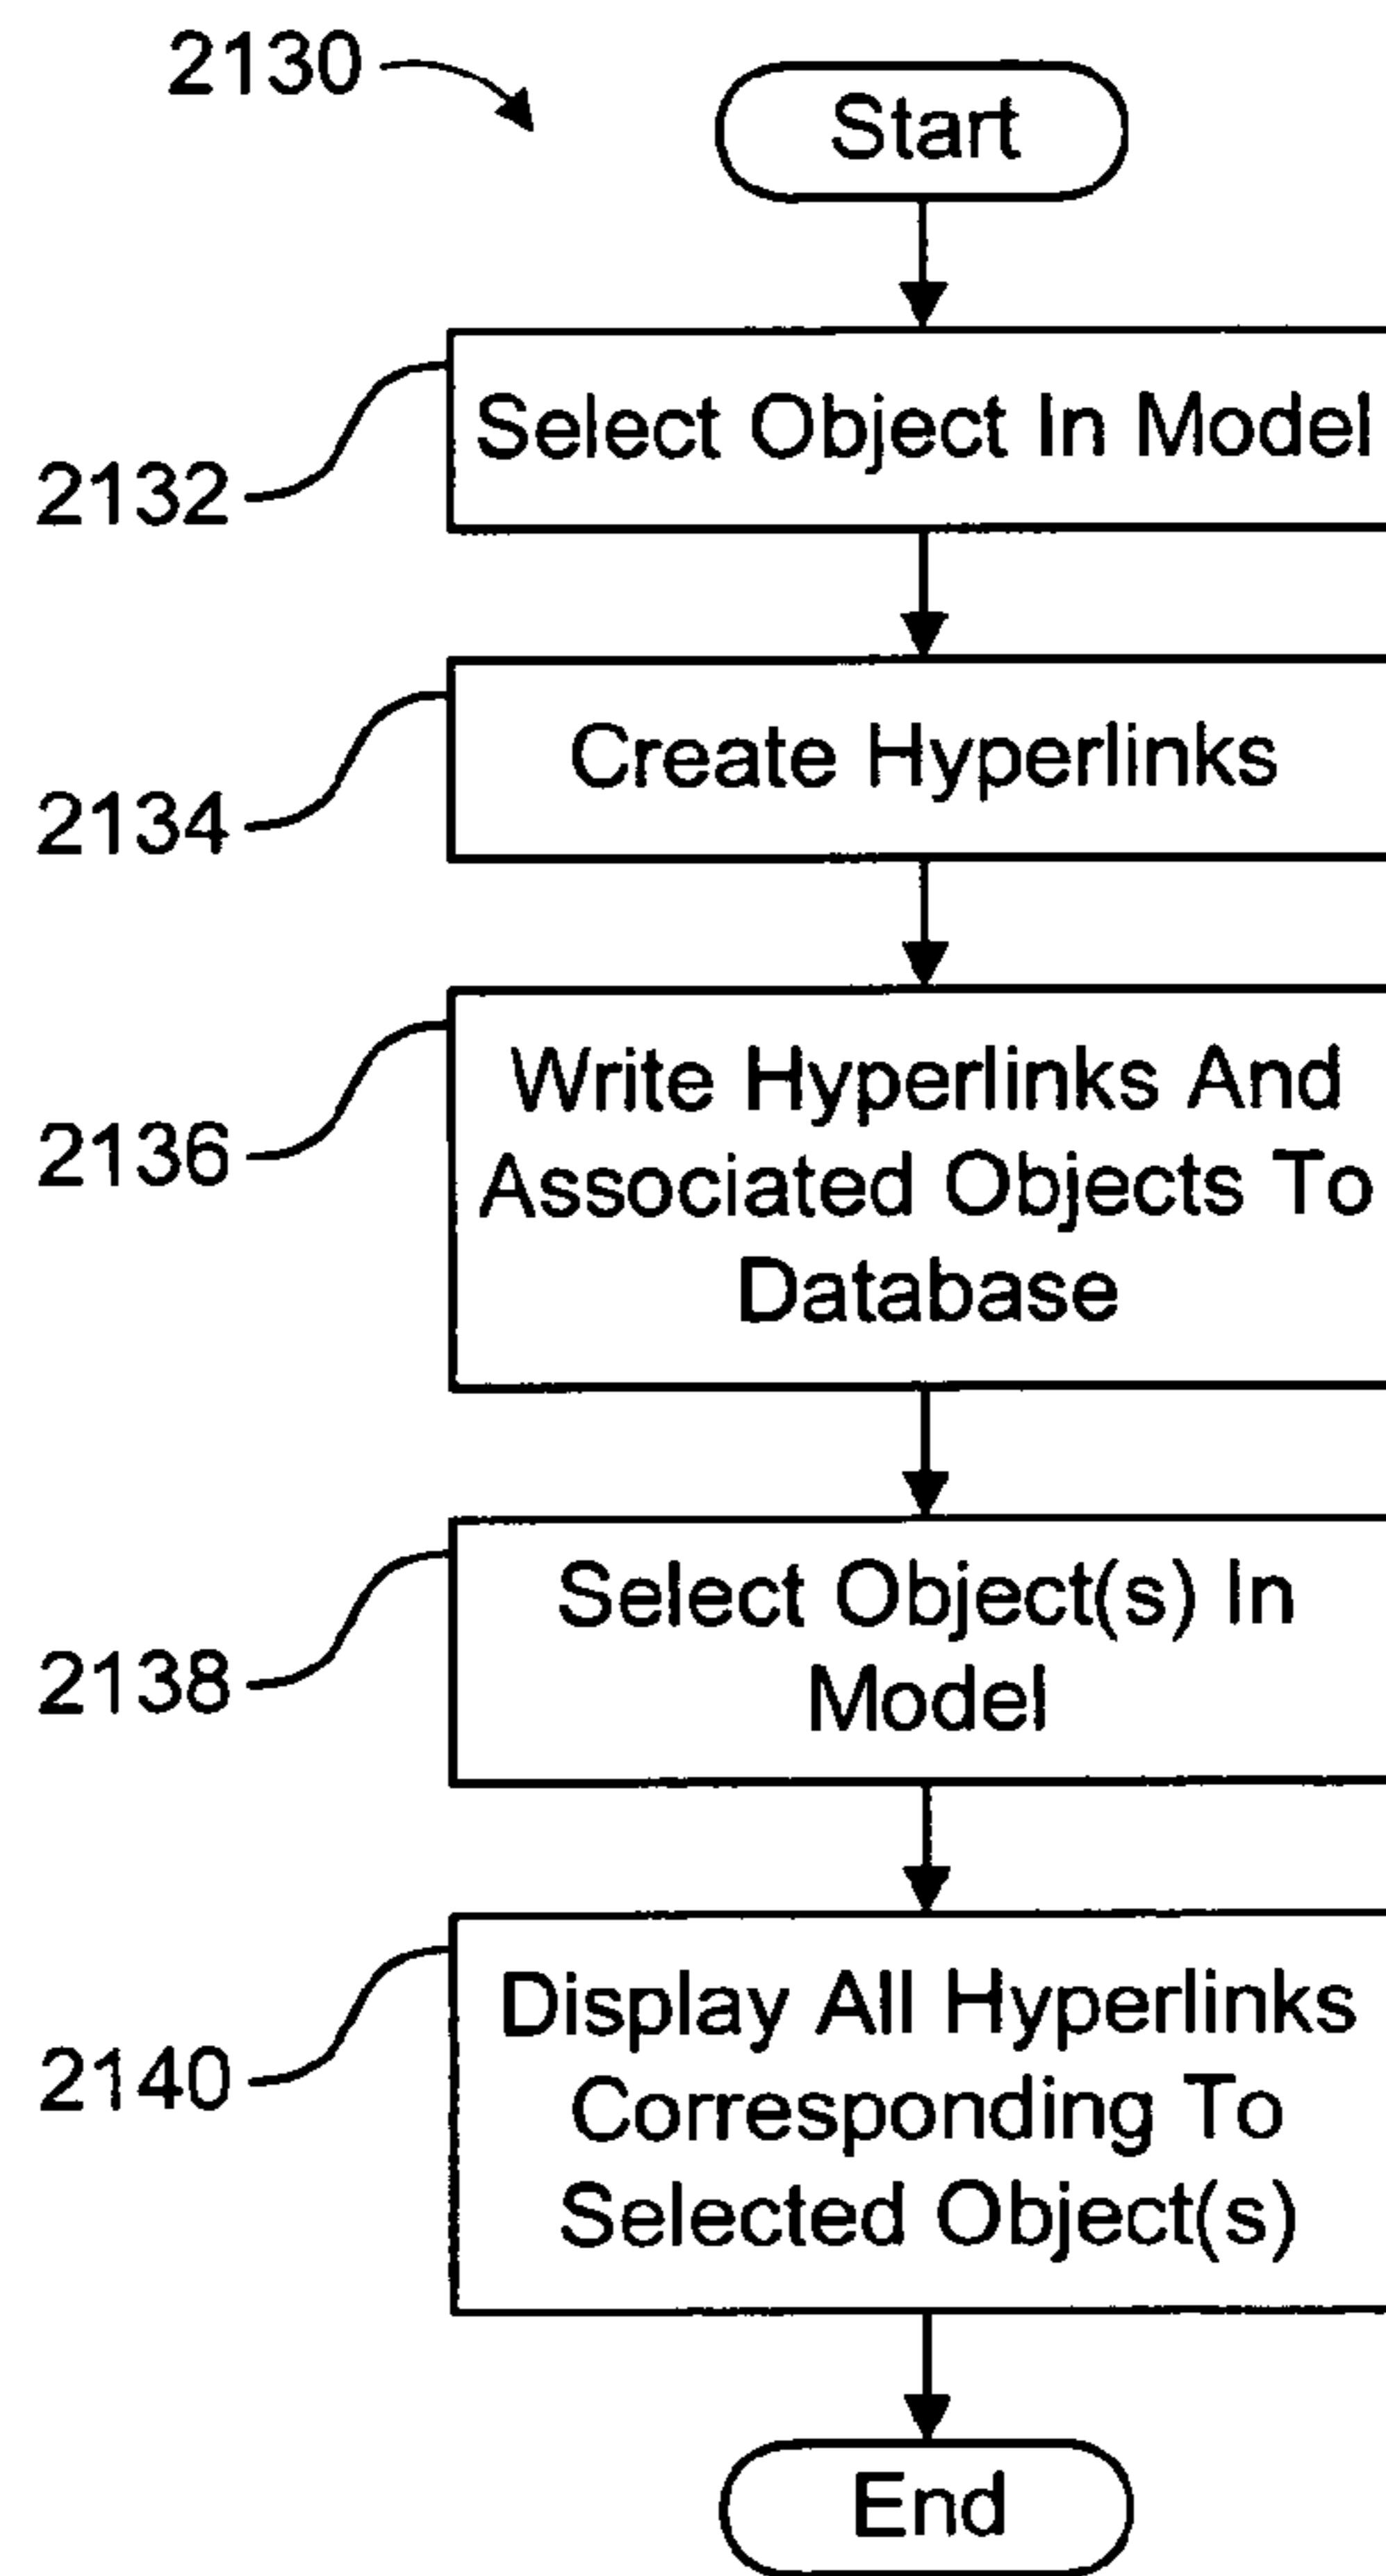 2130
Start
Select Object In Model
2132
Create Hyperlinks
2134
Write Hyperlinks And
Associated Objects To
Database
2136
Select Object(s) In
Model
2138
Display All Hyperlinks
Corresponding To
Selected Object(s)
2140
End